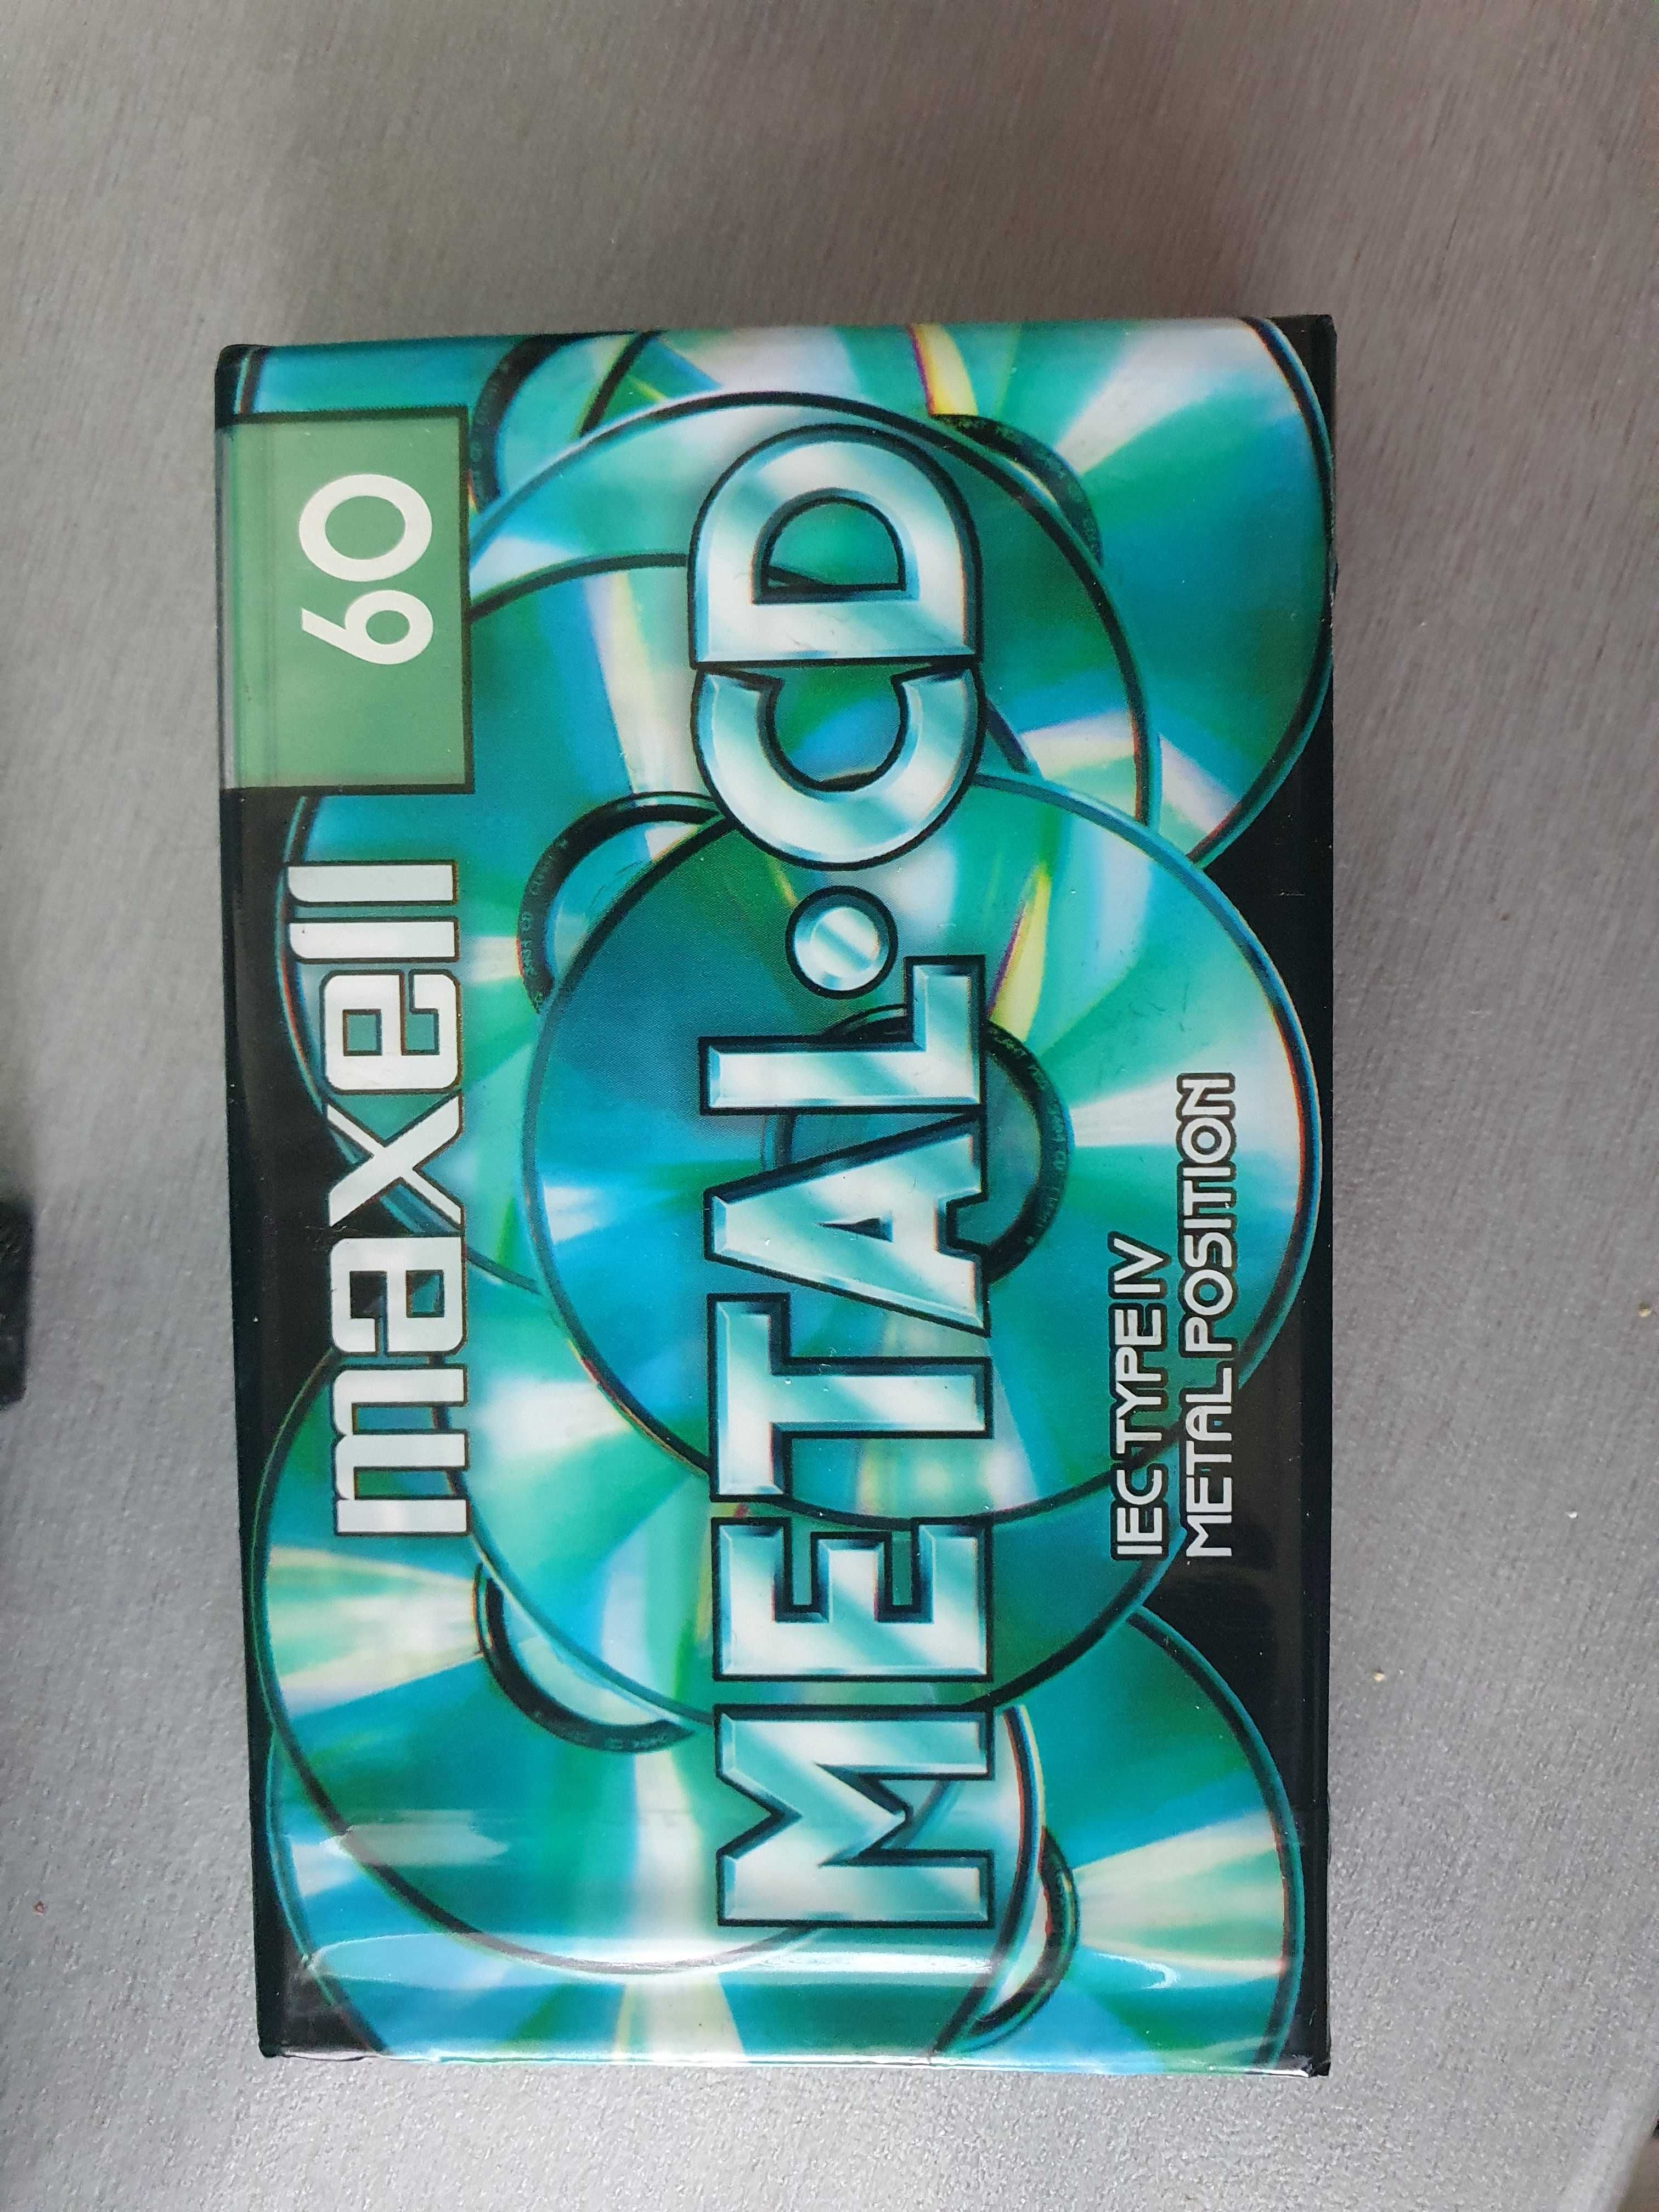 maxell
60
METAL•CD
IEC TYPE IV
METAL POSITION